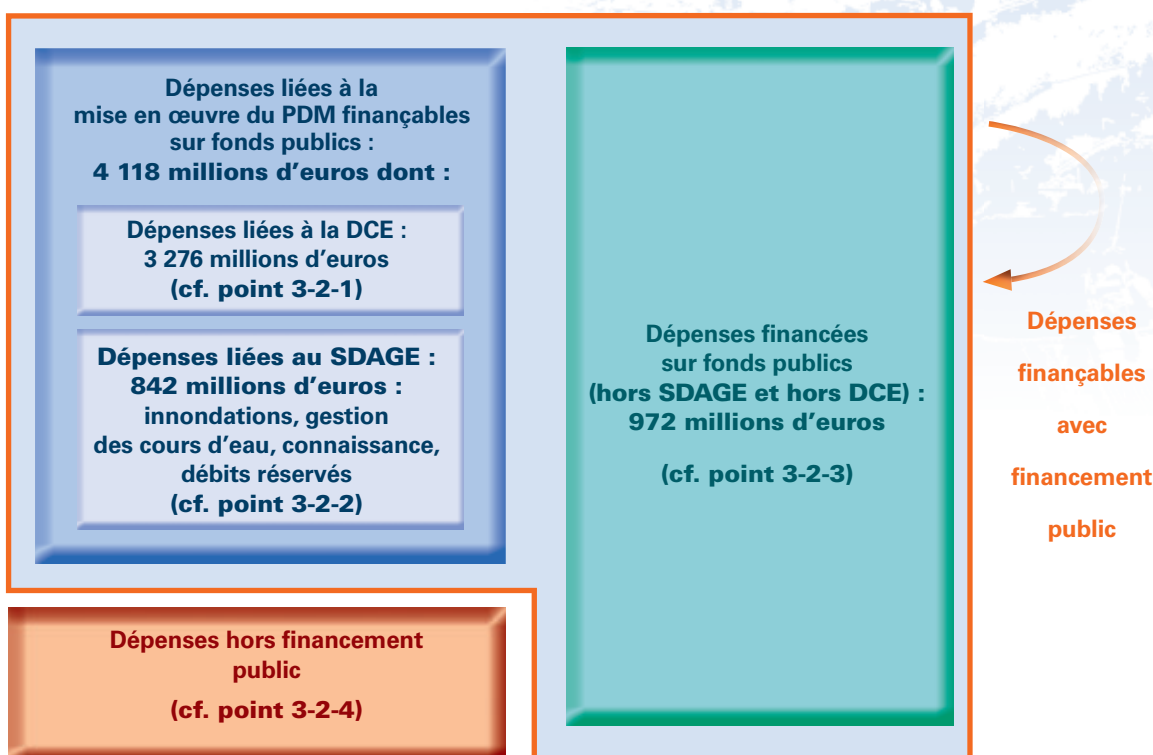 Dépenses liées à la
mise en œuvre du PDM finançables
sur fonds publics :
4 118 millions d’euros dont :
Dépenses liées à la DCE :
3 276 millions d’euros
(cf. point 3-2-1)
Dépenses liées au SDAGE :
842 millions d’euros :
innondations, gestion
des cours d’eau, connaissance,
débits réservés
(cf. point 3-2-2)
Dépenses financées
sur fonds publics
(hors SDAGE et hors DCE) :
972 millions d’euros
(cf. point 3-2-3)
Dépenses
finançables
avec
financement
public
Dépenses hors financement
public
(cf. point 3-2-4)